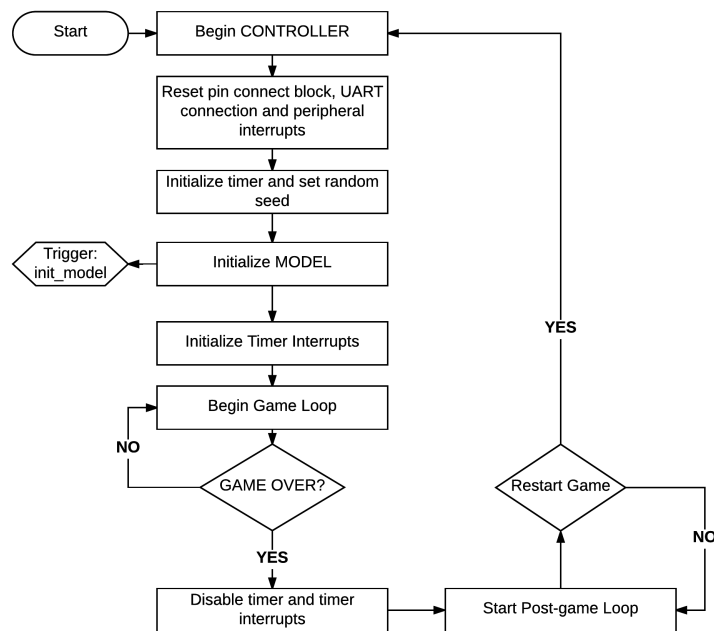 Start
Begin CONTROLLER
Reset pin connect block, UART
connection and peripheral
interrupts
Initialize timer and set random
seed
Trigger:
init_model
Initialize MODEL
YES
Initialize Timer Interrupts
Begin Game Loop
NO
GAME OVER?
Restart Game
NO
YES
Disable timer and timer
interrupts
Start Post-game Loop